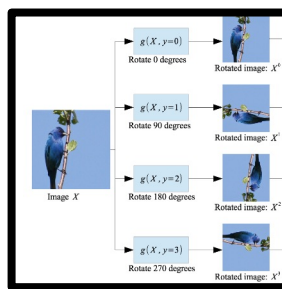 g(X, y=0)
Rotate 0 degrees
Rotated image: X⁰
g(X, y=1)
Rotate 90 degrees
Rotated image: X¹
Image X
g(X, y=2)
Rotate 180 degrees
Rotated image: X²
g(X, y=3)
Rotate 270 degrees
Rotated image: X³